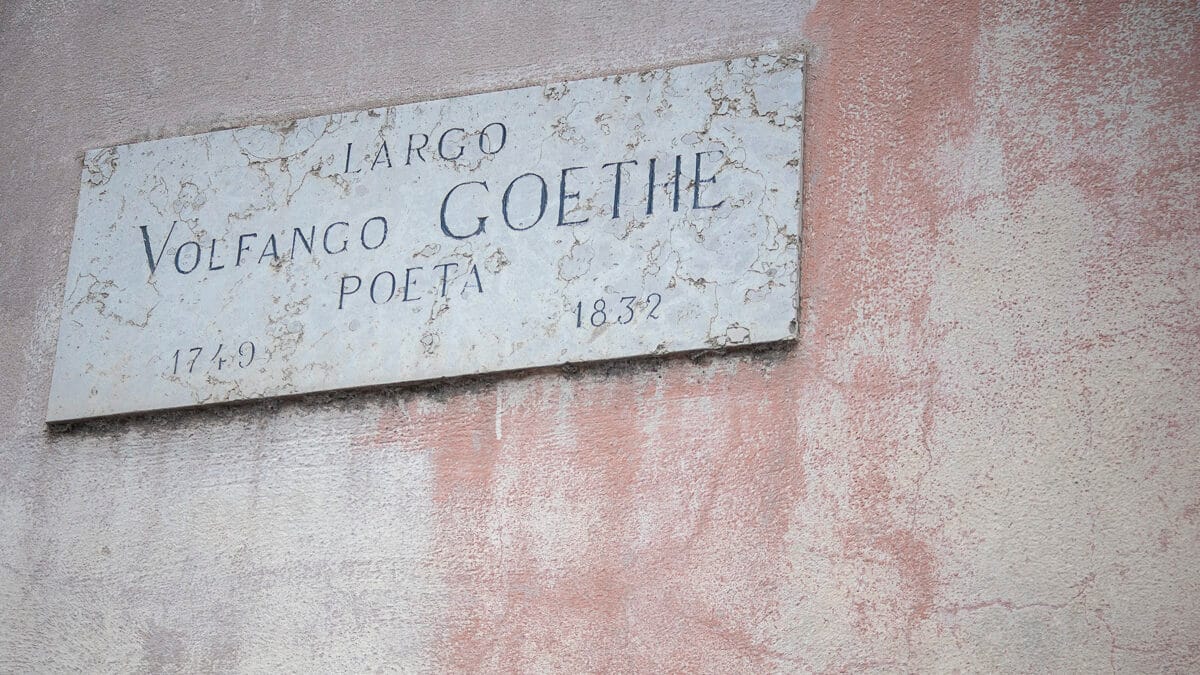 LARGO
VOLFANGO GOETHE
POETA
1749 1832